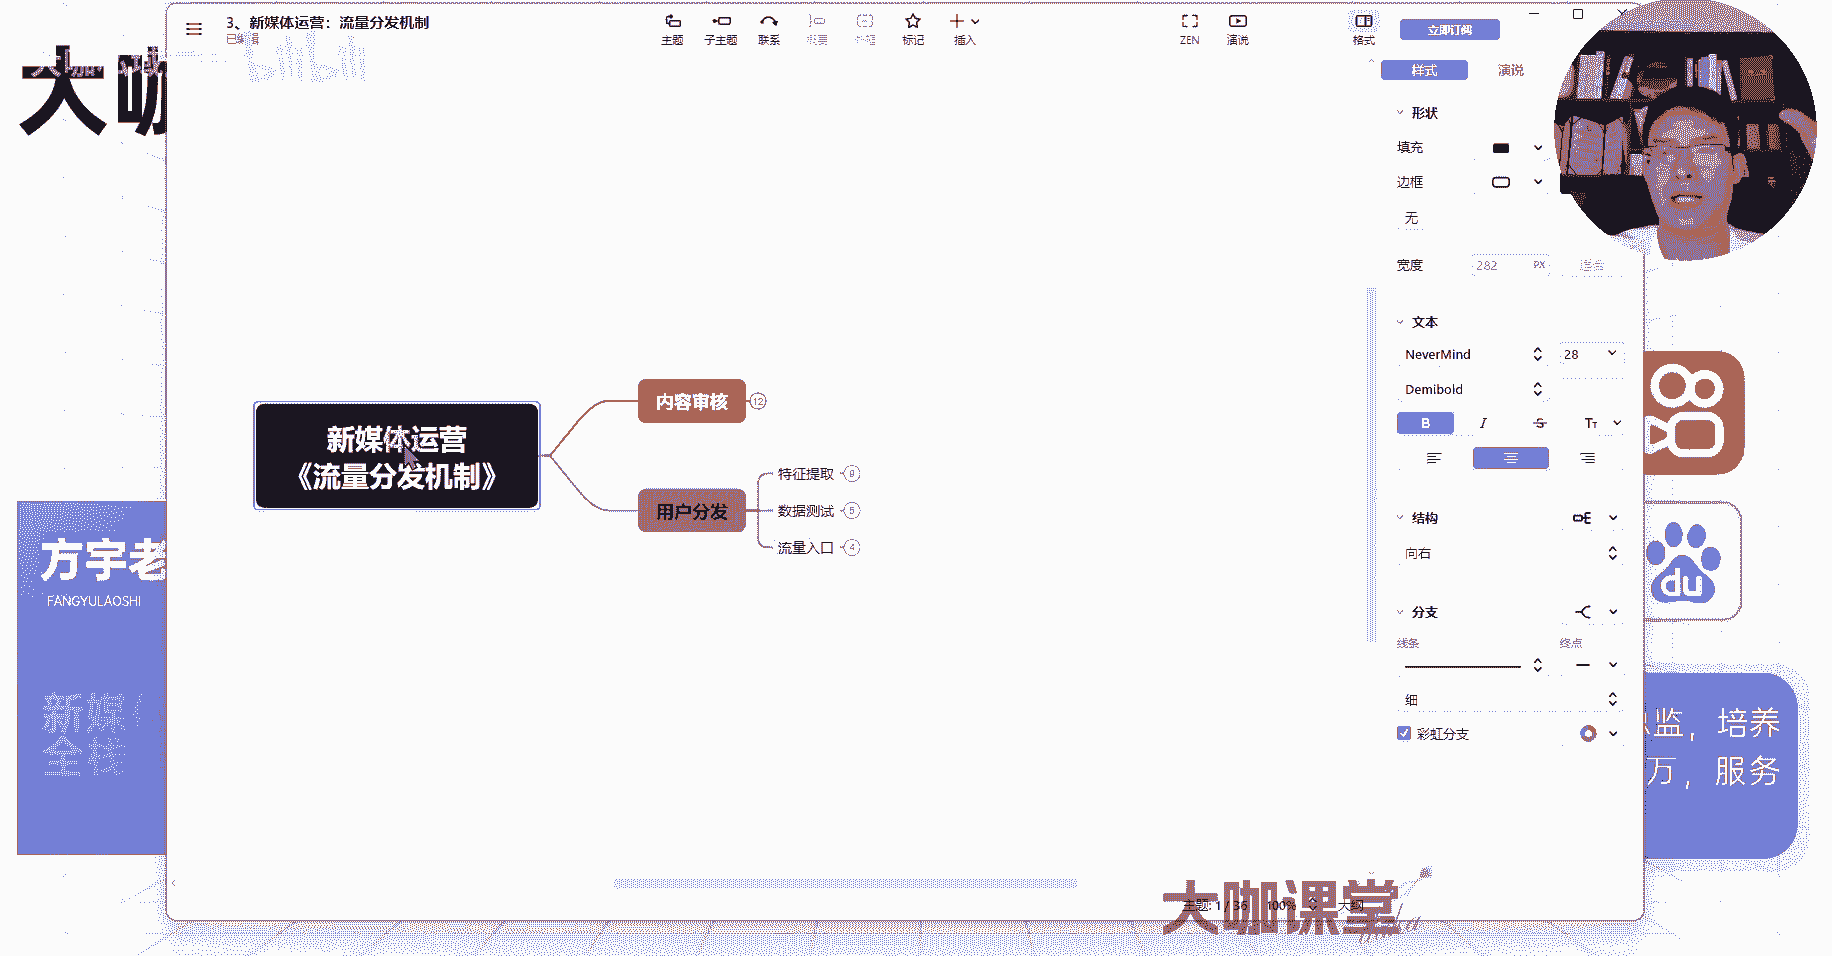 3、新媒体运营：流量分发机制
已编辑
bilibili
主题
子主题
联系
概要
外框
标记
插入
ZEN
演说
格式
立即订阅
大咖
样式
演说
形状
填充
边框
无
宽度
282
PX
文本
NeverMind
28
Demibold
B
I
S
Tт
内容审核
12
新媒体运营
《流量分发机制》
特征提取
9
用户分发
数据测试
5
流量入口
4
结构
向右
分支
线条
终点
细
彩虹分支
方宇老
FANGYULAOSHI
新媒
全栈
du
监，培养
万，服务
大咖课堂
主题: 1 / 36
100%
大纲